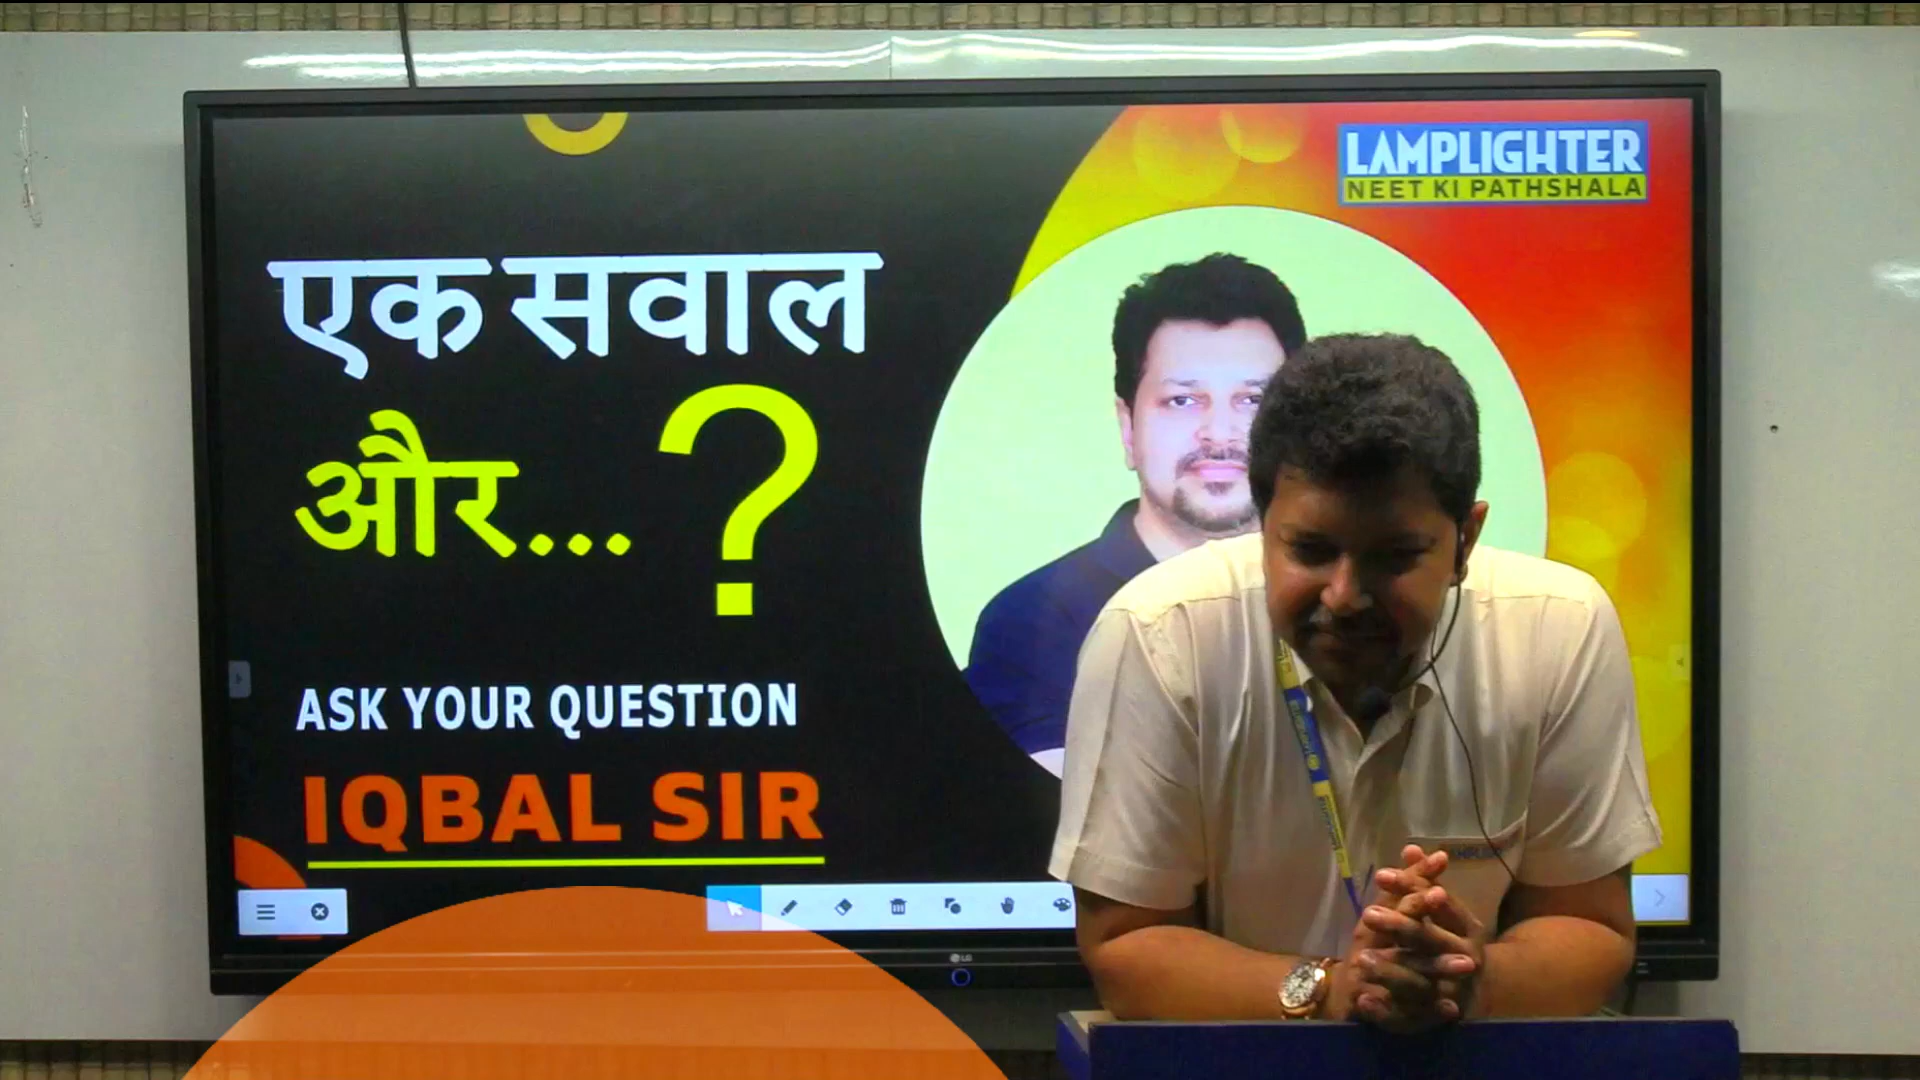 LAMPLIGHTER
NEET KI PATHSHALA
एक सवाल
और...?
ASK YOUR QUESTION
IQBAL SIR
LG